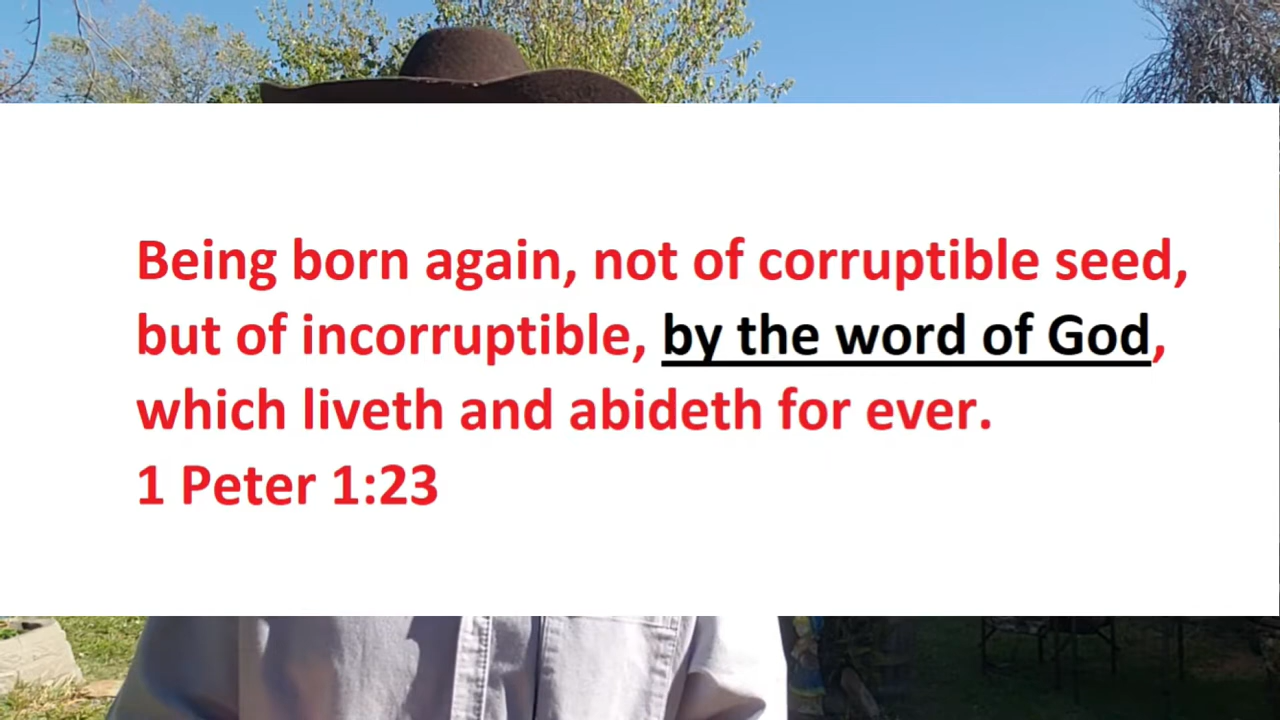 Being born again, not of corruptible seed,
but of incorruptible, by the word of God,
which liveth and abideth for ever.
1 Peter 1:23